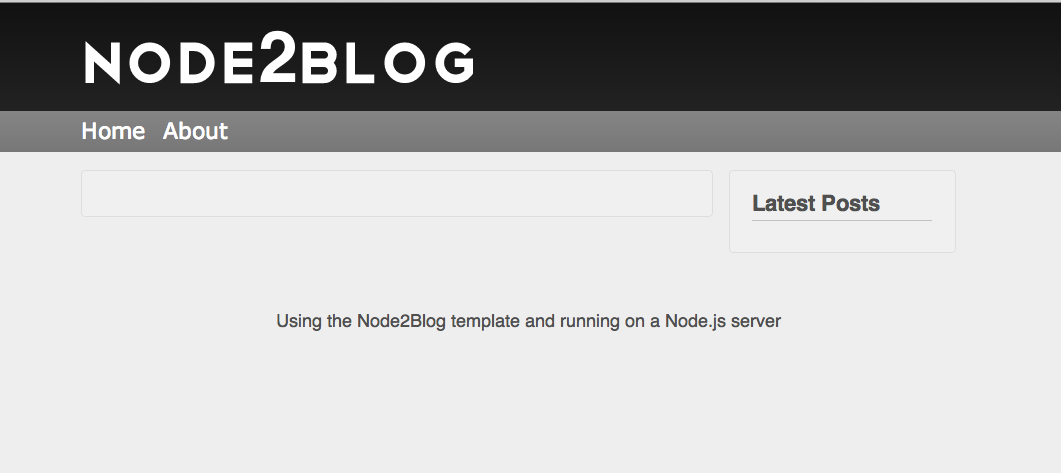 NODE2BLOG
Home About
Latest Posts
Using the Node2Blog template and running on a Node.js server